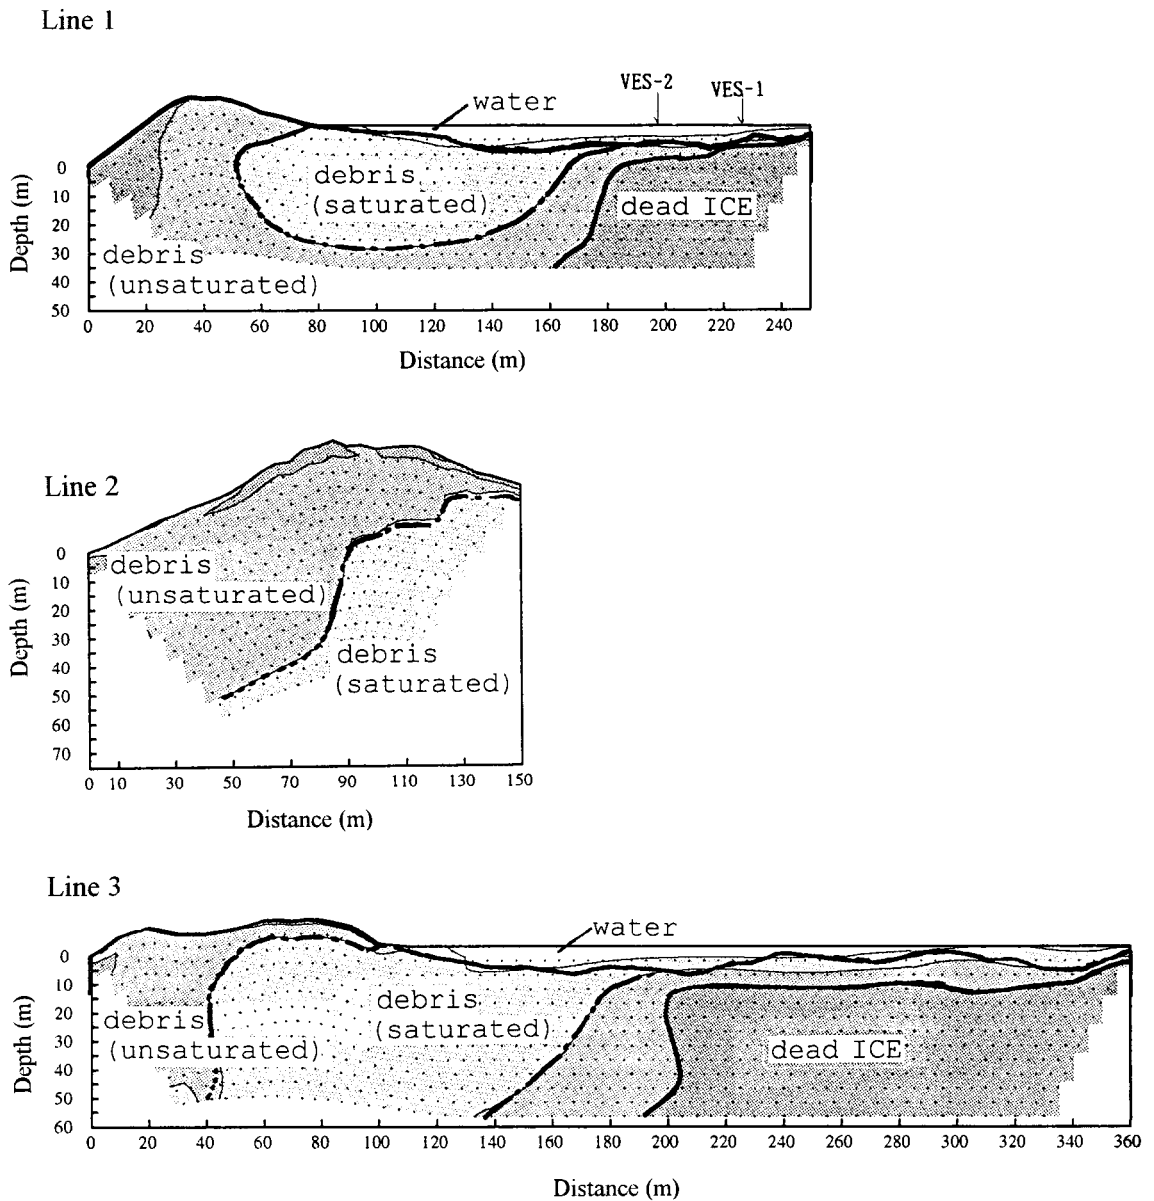 Line 1
VES-2
VES-1
water
debris
(saturated)
dead ICE
debris
(unsaturated)
Depth (m)
0
10
20
30
40
50
0 20 40 60 80 100 120 140 160 180 200 220 240
Distance (m)
Line 2
debris
(unsaturated)
debris
(saturated)
Depth (m)
0
10
20
30
40
50
60
70
0 10 30 50 70 90 110 130 150
Distance (m)
Line 3
water
debris
(saturated)
debris
(unsaturated)
dead ICE
Depth (m)
0
10
20
30
40
50
60
0 20 40 60 80 100 120 140 160 180 200 220 240 260 280 300 320 340 360
Distance (m)